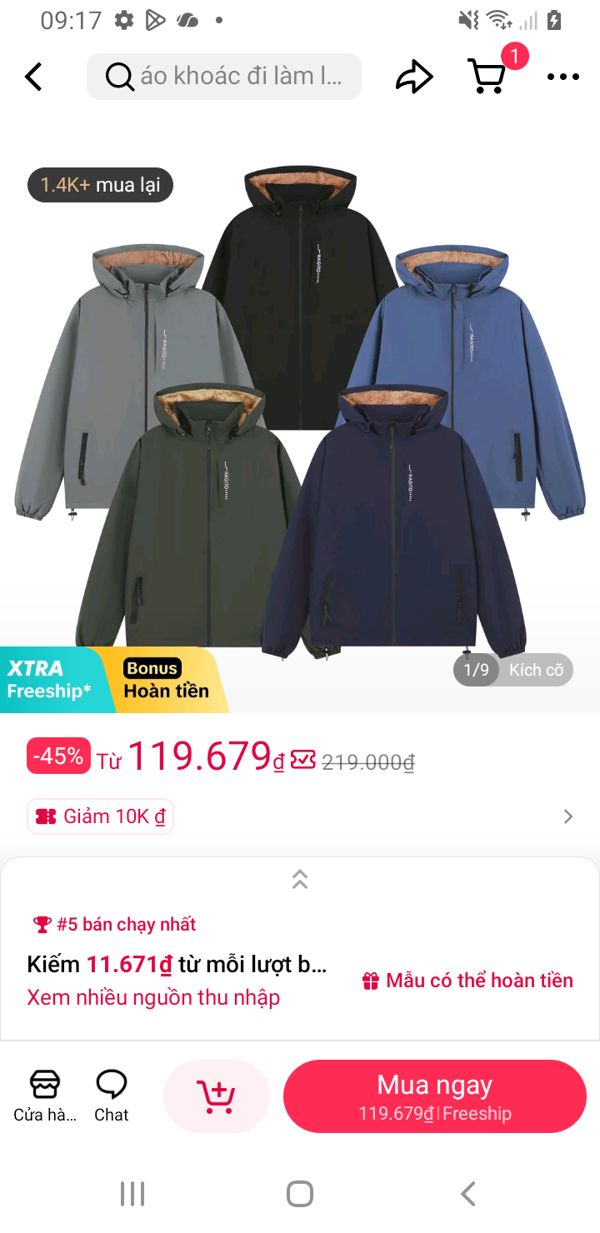 09:17
áo khoác đi làm l...
1
1.4K+ mua lại
XTRA
Freeship*
Bonus
Hoàn tiền
1/9 Kích cỡ
-45% Từ 119.679₫ 219.000₫
Giảm 10K ₫
#5 bán chạy nhất
Kiếm 11.671₫ từ mỗi lượt b...
Xem nhiều nguồn thu nhập
Mẫu có thể hoàn tiền
Cửa hà...
Chat
Mua ngay
119.679₫ | Freeship